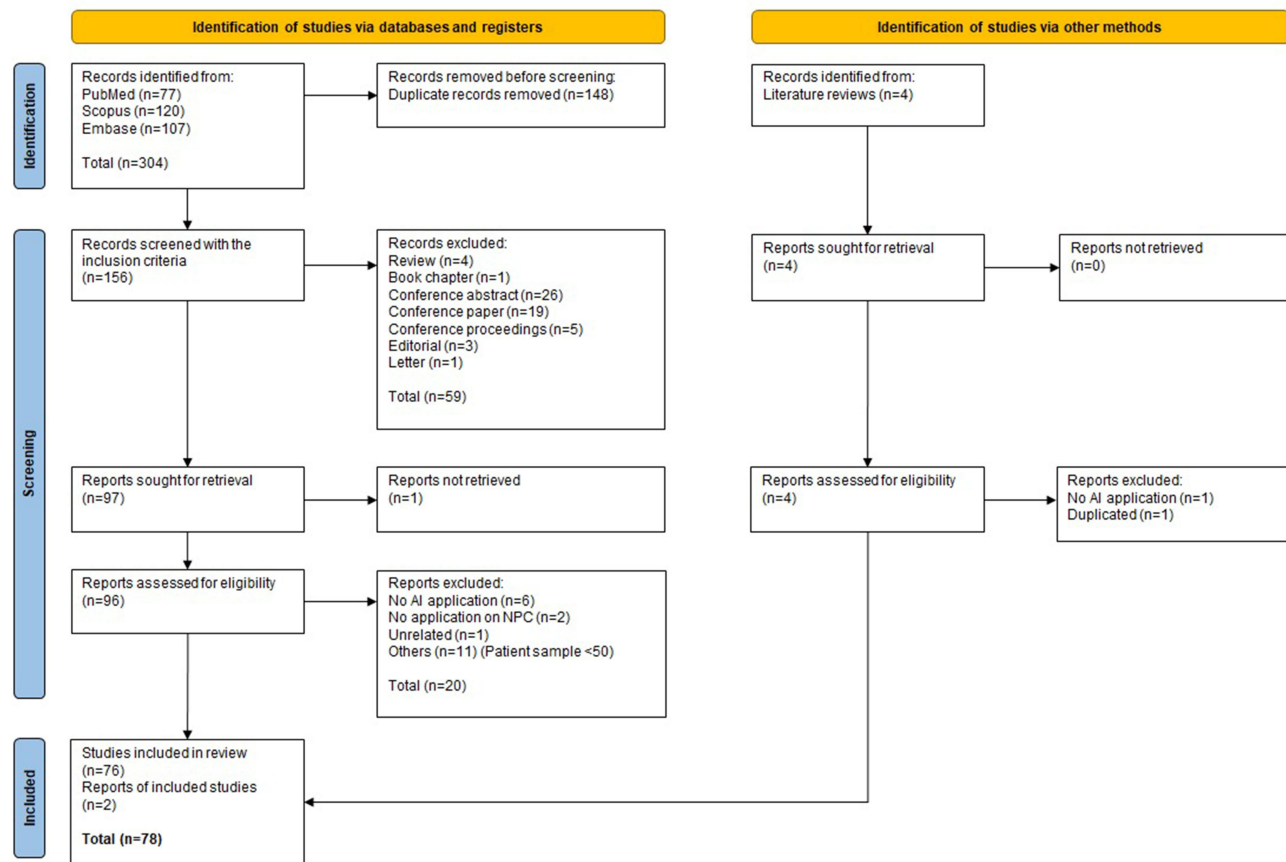 Identification of studies via databases and registers
Identification of studies via other methods
Identification
Records identified from:
PubMed (n=77)
Scopus (n=120)
Embase (n=107)
Total (n=304)
Records removed before screening:
Duplicate records removed (n=148)
Records identified from:
Literature reviews (n=4)
Screening
Records screened with the
inclusion criteria
(n=156)
Records excluded:
Review (n=4)
Book chapter (n=1)
Conference abstract (n=26)
Conference paper (n=19)
Conference proceedings (n=5)
Editorial (n=3)
Letter (n=1)
Total (n=59)
Reports sought for retrieval
(n=4)
Reports not retrieved
(n=0)
Reports sought for retrieval
(n=97)
Reports not retrieved
(n=1)
Reports assessed for eligibility
(n=4)
Reports excluded:
No AI application (n=1)
Duplicated (n=1)
Reports assessed for eligibility
(n=96)
Reports excluded:
No AI application (n=6)
No application on NPC (n=2)
Unrelated (n=1)
Others (n=11) (Patient sample <50)
Total (n=20)
Included
Studies included in review
(n=76)
Reports of included studies
(n=2)
Total (n=78)